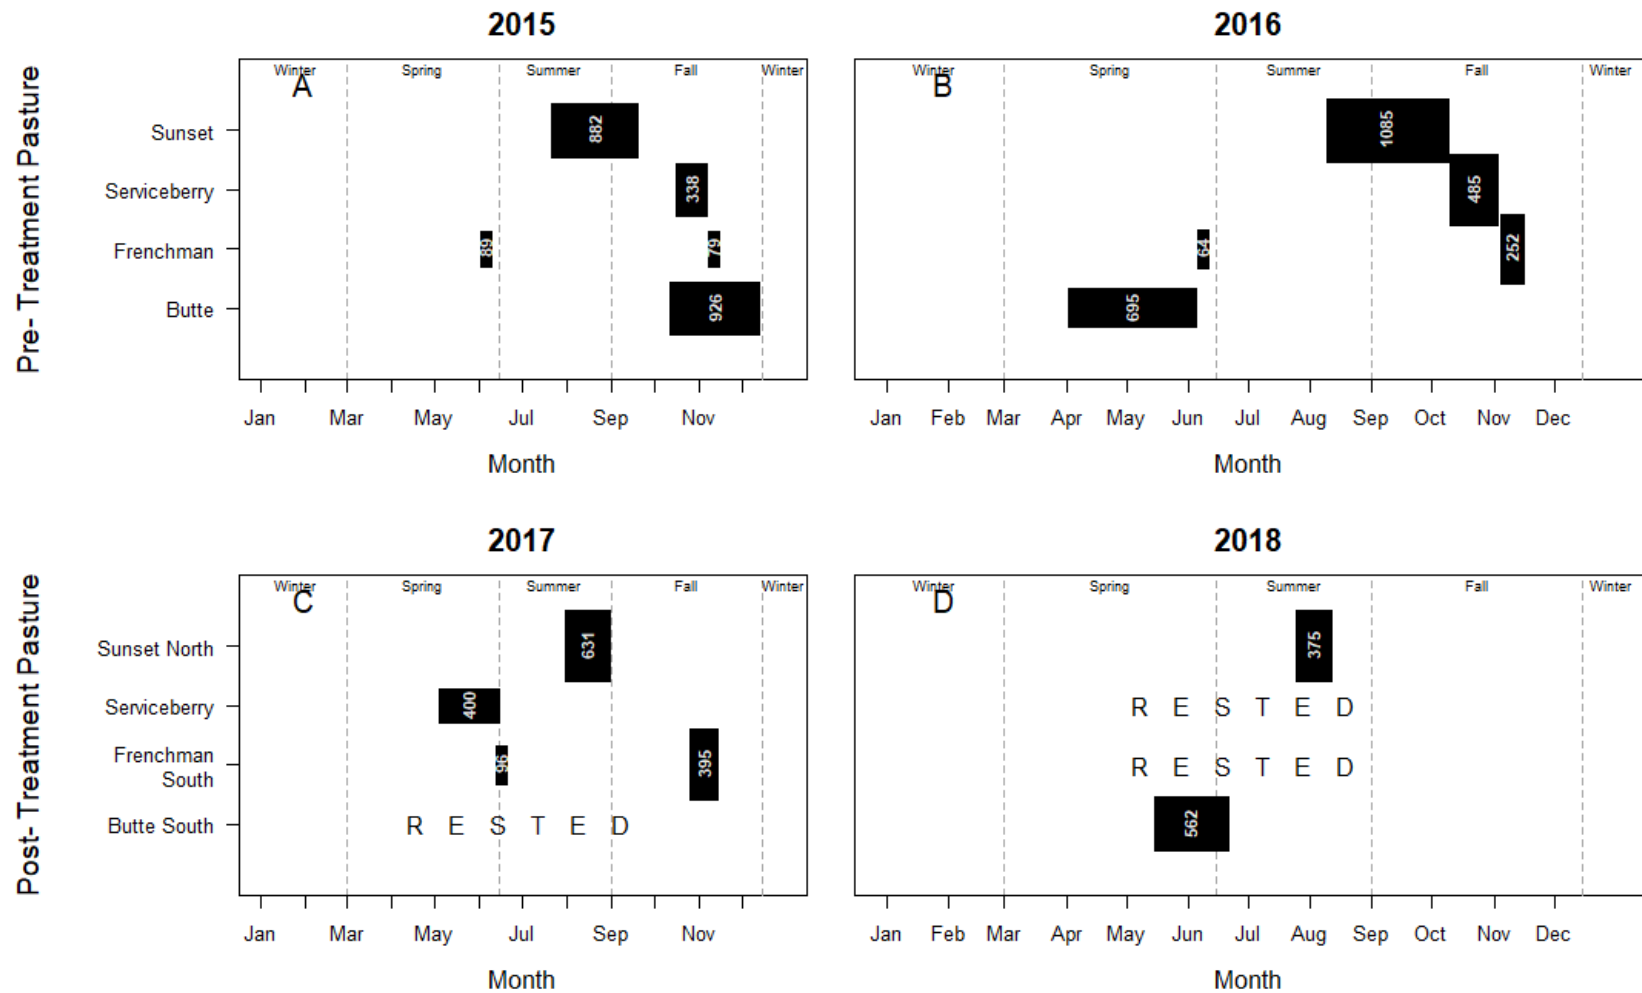 2015
2016
Pre- Treatment Pasture
Winter Spring Summer Fall Winter
A
Sunset
882
Serviceberry
338
Frenchman
89
79
Butte
926
Jan Mar May Jul Sep Nov
Month
Winter Spring Summer Fall Winter
B
1085
485
64
252
695
Jan Feb Mar Apr May Jun Jul Aug Sep Oct Nov Dec
Month
2017
2018
Post- Treatment Pasture
Winter Spring Summer Fall Winter
C
Sunset North
631
Serviceberry
400
Frenchman
South
96
395
Butte South
R E S T E D
Jan Mar May Jul Sep Nov
Month
Winter Spring Summer Fall Winter
D
375
R E S T E D
R E S T E D
562
Jan Feb Mar Apr May Jun Jul Aug Sep Oct Nov Dec
Month